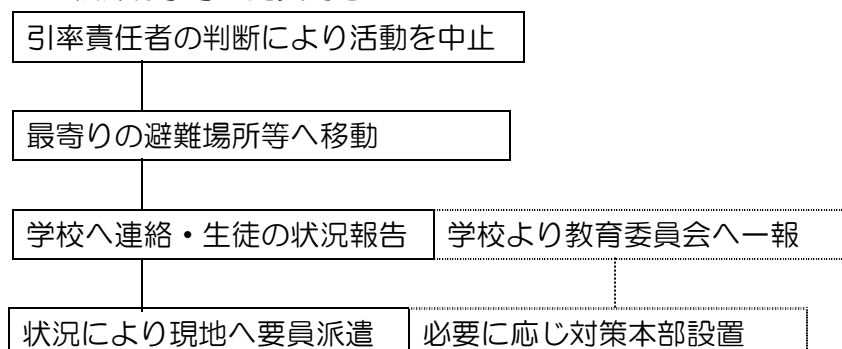 引率責任者の判断により活動を中止
最寄りの避難場所等へ移動
学校へ連絡・生徒の状況報告 学校より教育委員会へ一報
状況により現地へ要員派遣 必要に応じ対策本部設置